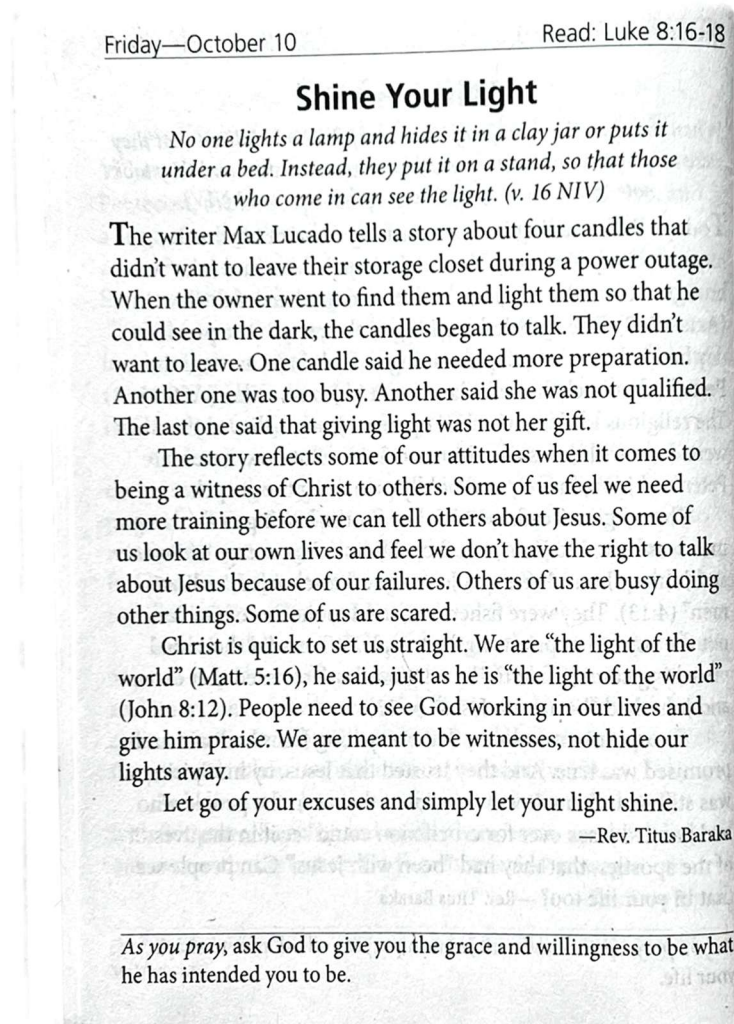 Friday—October 10
Read: Luke 8:16-18
Shine Your Light
No one lights a lamp and hides it in a clay jar or puts it
under a bed. Instead, they put it on a stand, so that those
who come in can see the light. (v. 16 NIV)
The writer Max Lucado tells a story about four candles that
didn't want to leave their storage closet during a power outage.
When the owner went to find them and light them so that he
could see in the dark, the candles began to talk. They didn't
want to leave. One candle said he needed more preparation.
Another one was too busy. Another said she was not qualified.
The last one said that giving light was not her gift.
The story reflects some of our attitudes when it comes to
being a witness of Christ to others. Some of us feel we need
more training before we can tell others about Jesus. Some of
us look at our own lives and feel we don't have the right to talk
about Jesus because of our failures. Others of us are busy doing
other things. Some of us are scared.
Christ is quick to set us straight. We are “the light of the
world” (Matt. 5:16), he said, just as he is “the light of the world”
(John 8:12). People need to see God working in our lives and
give him praise. We are meant to be witnesses, not hide our
lights away.
Let go of your excuses and simply let your light shine.
—Rev. Titus Baraka
As you pray, ask God to give you the grace and willingness to be what
he has intended you to be.